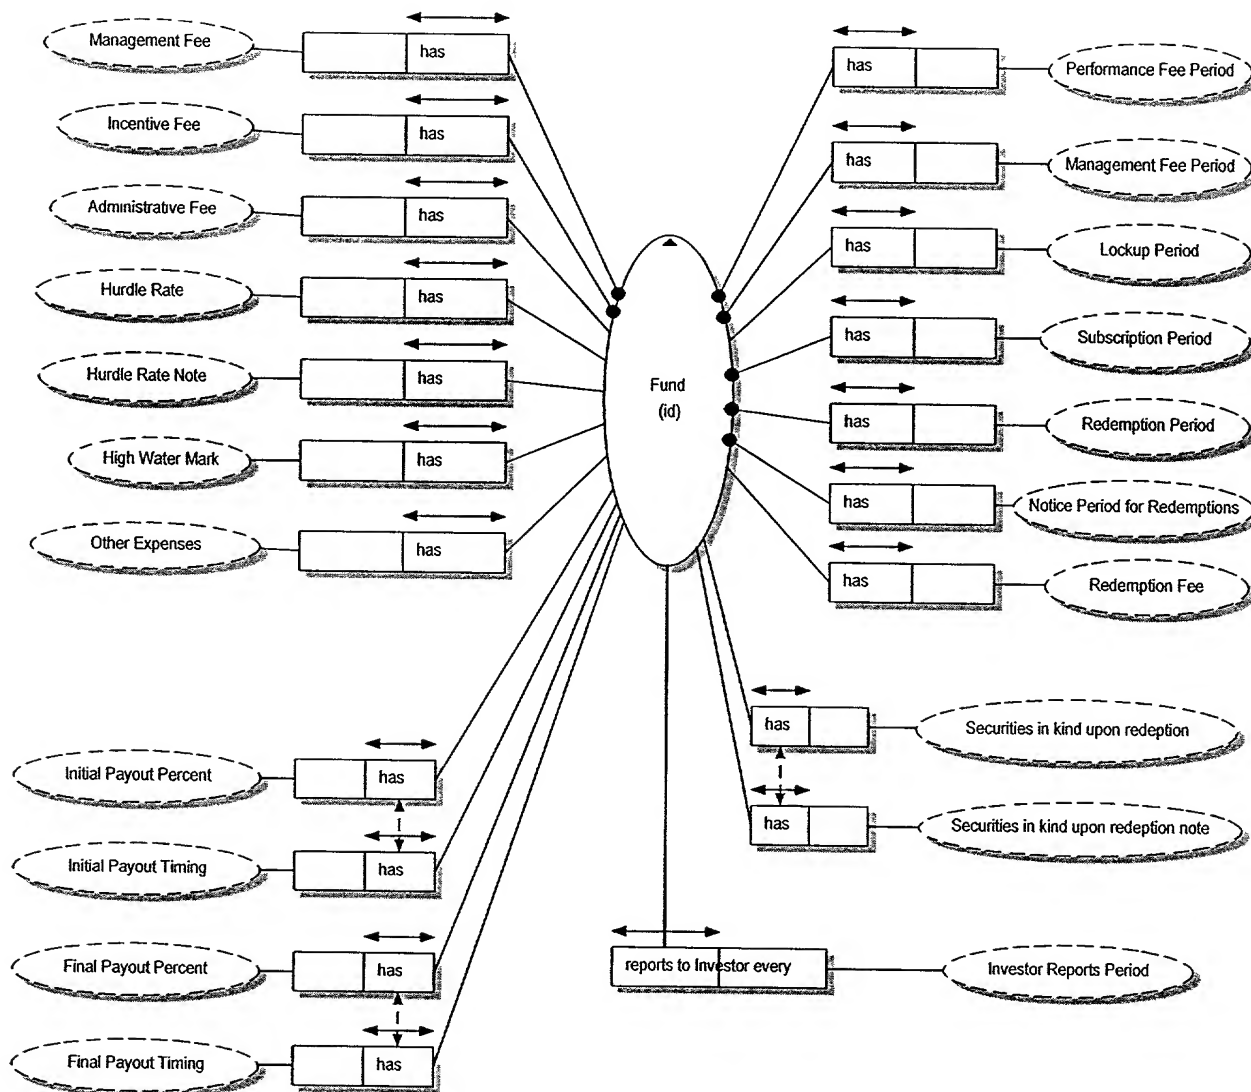 Management Fee
has
Incentive Fee
has
Administrative Fee
has
Hurdle Rate
has
Hurdle Rate Note
has
High Water Mark
has
Other Expenses
has
Fund
(id)
has
Performance Fee Period
has
Management Fee Period
has
Lockup Period
has
Subscription Period
has
Redemption Period
has
Notice Period for Redemptions
has
Redemption Fee
Initial Payout Percent
has
Initial Payout Timing
has
Final Payout Percent
has
Final Payout Timing
has
has
Securities in kind upon redeption
has
Securities in kind upon redeption note
reports to Investor every
Investor Reports Period